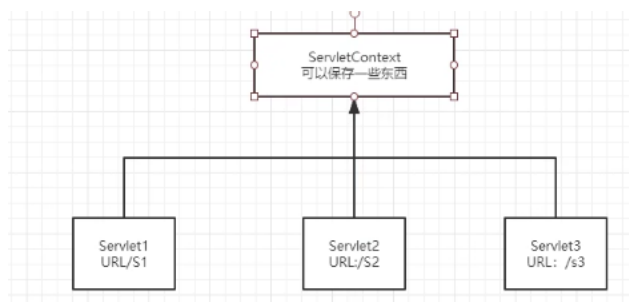 ServletContext
可以保存一些东西
Servlet1
URL/S1
Servlet2
URL:/S2
Servlet3
URL：/s3